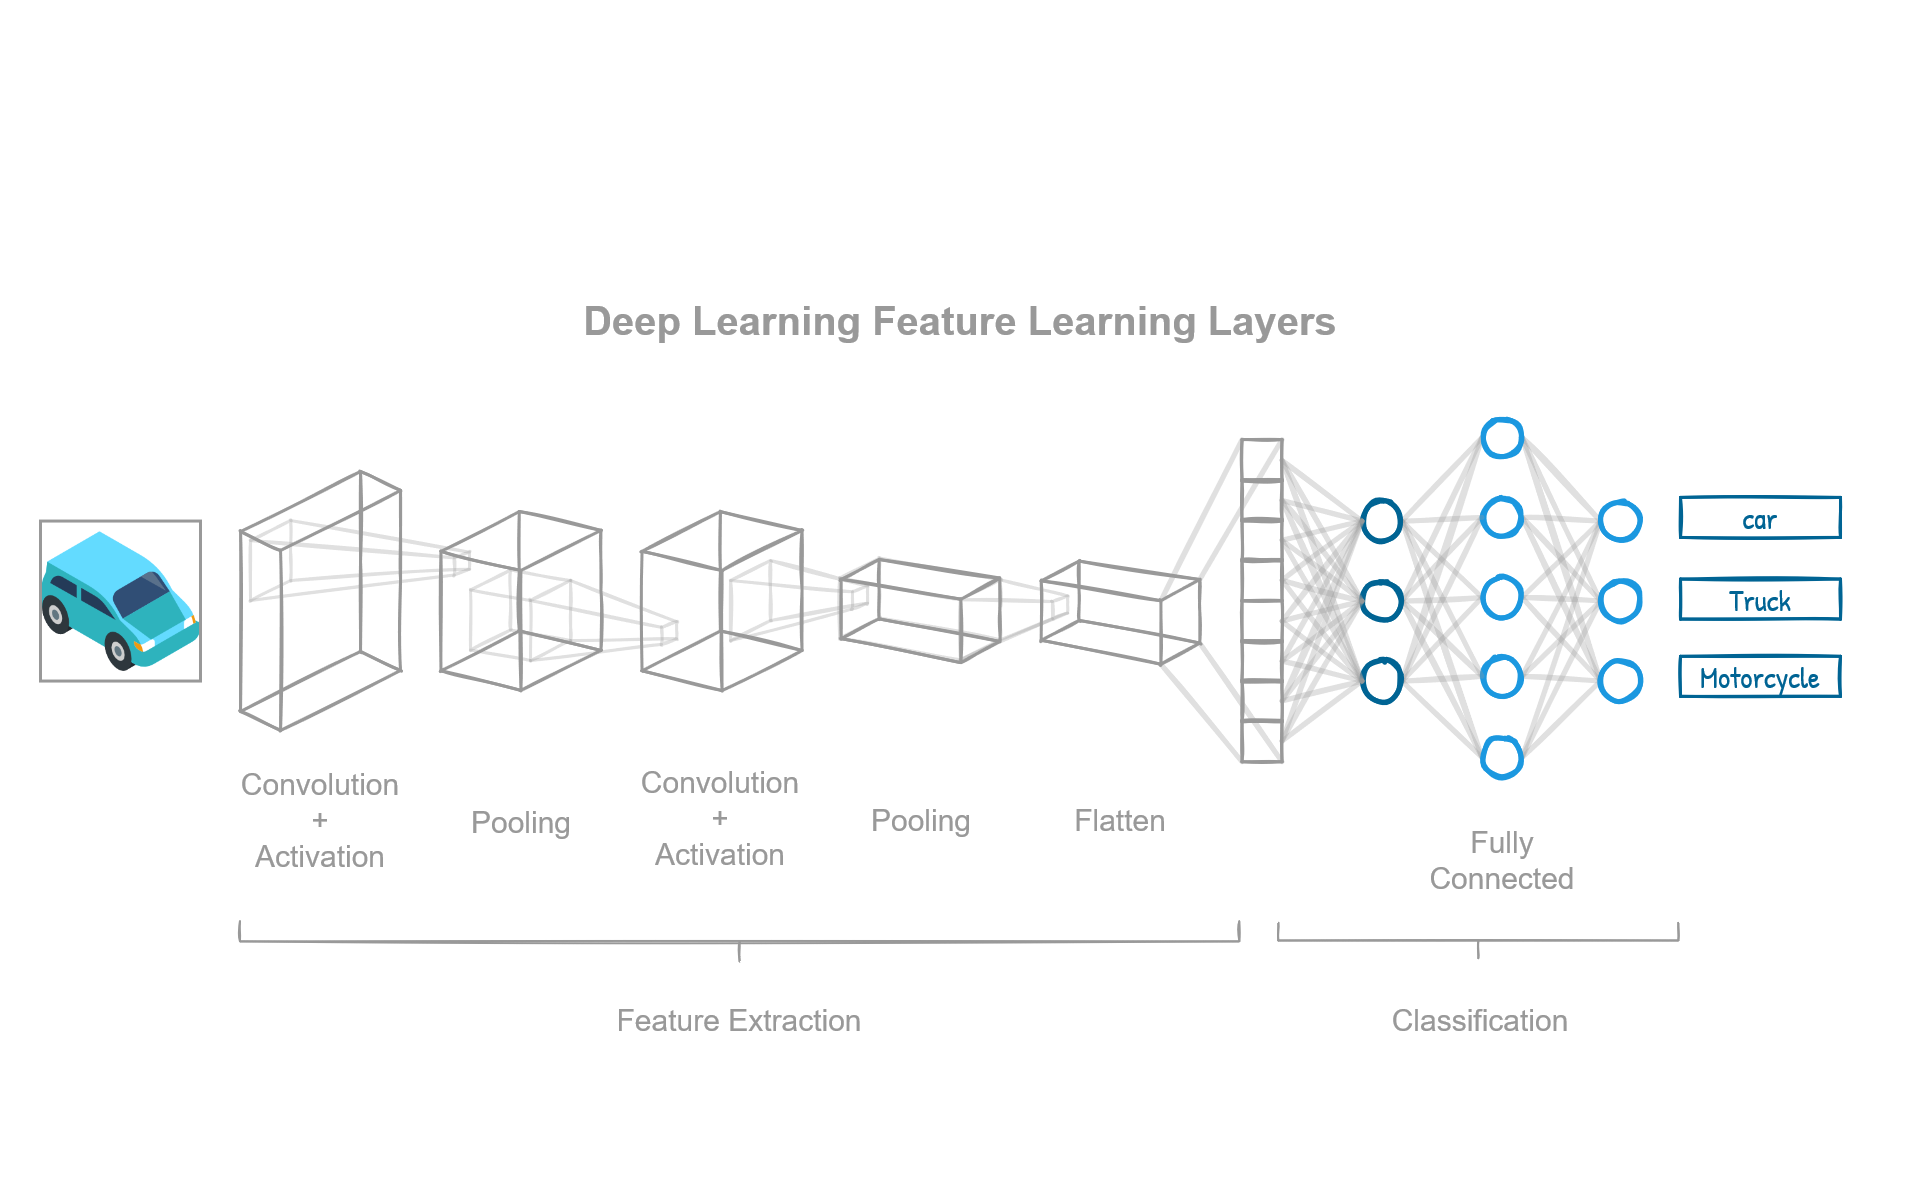 Deep Learning Feature Learning Layers
car
Truck
Motorcycle
Convolution
+
Activation
Pooling
Convolution
+
Activation
Pooling
Flatten
Fully
Connected
Feature Extraction
Classification